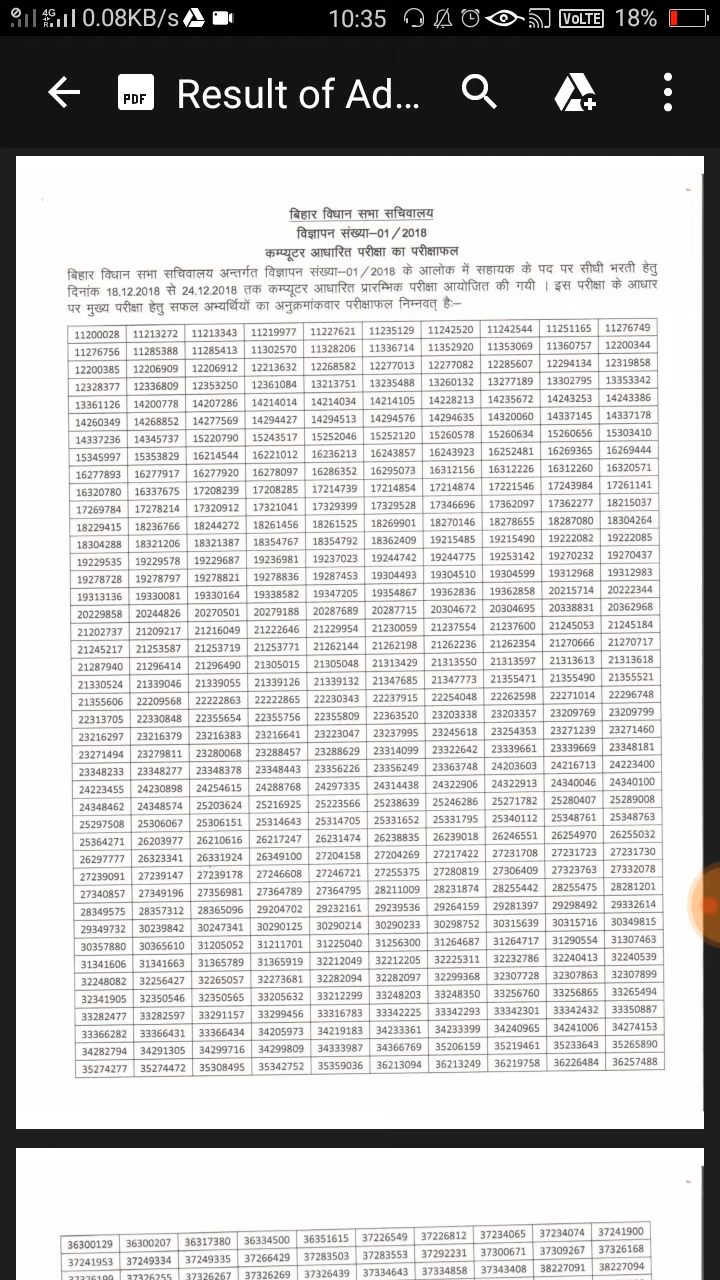 4G
R
0.08KB/s
10:35
VoLTE
18%
PDF
Result of Ad...
बिहार विधान सभा सचिवालय
विज्ञापन संख्या–01/2018
कम्प्यूटर आधारित परीक्षा का परीक्षाफल
बिहार विधान सभा सचिवालय अन्तर्गत विज्ञापन संख्या–01/2018 के आलोक में सहायक के पद पर सीधी भरती हेतु
दिनांक 18.12.2018 से 24.12.2018 तक कम्प्यूटर आधारित प्रारम्भिक परीक्षा आयोजित की गयी । इस परीक्षा के आधार
पर मुख्य परीक्षा हेतु सफल अभ्यर्थियों का अनुक्रमांकवार परीक्षाफल निम्नवत् हैः–
11200028 11213272 11213343 11219977 11227621 11235129 11242520 11242544 11251165 11276749
11276756 11285388 11285413 11302570 11328206 11336714 11352920 11353069 11360757 12200344
12200385 12206909 12206912 12213632 12268582 12277013 12277082 12285607 12294134 12319858
12328377 12336809 12353250 12361084 13213751 13235488 13260132 13277189 13302795 13353342
13361126 14200778 14207286 14214014 14214034 14214105 14228213 14235672 14243253 14243386
14260349 14268852 14277569 14294427 14294513 14294576 14294635 14320060 14337145 14337178
14337236 14345737 15220790 15243517 15252046 15252120 15260578 15260634 15260656 15303410
15345997 15353829 16214544 16221012 16236213 16243857 16243923 16252481 16269365 16269444
16277893 16277917 16277920 16278097 16286352 16295073 16312156 16312226 16312260 16320571
16320780 16337675 17208239 17208285 17214739 17214854 17214874 17221546 17243984 17261141
17269784 17278214 17320912 17321041 17329399 17329528 17346696 17362097 17362277 18215037
18229415 18236766 18244272 18261456 18261525 18269901 18270146 18278655 18287080 18304264
18304288 18321206 18321387 18354767 18354792 18362409 19215485 19215490 19222082 19222085
19229535 19229578 19229687 19236981 19237023 19244742 19244775 19253142 19270232 19270437
19278728 19278797 19278821 19278836 19287453 19304493 19304510 19304599 19312968 19312983
19313136 19330081 19330164 19338582 19347205 19354867 19362836 19362858 20215714 20222344
20229858 20244826 20270501 20279188 20287689 20287715 20304672 20304695 20338831 20362968
21202737 21209217 21216049 21222646 21229954 21230059 21237554 21237600 21245053 21245184
21245217 21253587 21253719 21253771 21262144 21262198 21262236 21262354 21270666 21270717
21287940 21296414 21296490 21305015 21305048 21313429 21313550 21313597 21313613 21313618
21330524 21339046 21339055 21339126 21339132 21347685 21347773 21355471 21355490 21355521
21355606 22209568 22222863 22222865 22230343 22237915 22254048 22262598 22271014 22296748
22313705 22330848 22355654 22355756 22355809 22363520 23203338 23203357 23209769 23209799
23216297 23216379 23216383 23216641 23223047 23237995 23245618 23254353 23271239 23271460
23271494 23279811 23280068 23288457 23288629 23314099 23322642 23339661 23339669 23348181
23348233 23348277 23348378 23348443 23356226 23356249 23363748 24203603 24216713 24223400
24223455 24230898 24254615 24288768 24297335 24314438 24322906 24322913 24340046 24340100
24348462 24348574 25203624 25216925 25223566 25238639 25246286 25271782 25280407 25289008
25297508 25306067 25306151 25314643 25314705 25331652 25331795 25340112 25348761 25348763
25364271 26203977 26210616 26217247 26231474 26238835 26239018 26246551 26254970 26255032
26297777 26323341 26331924 26349100 27204158 27204269 27217422 27231708 27231723 27231730
27239091 27239147 27239178 27246608 27246721 27255375 27280819 27306409 27323763 27332078
27340857 27349196 27356981 27364789 27364795 28211009 28231874 28255442 28255475 28281201
28349575 28357312 28365096 29204702 29232161 29239536 29264159 29281397 29298492 29332614
29349732 30239842 30247341 30290125 30290214 30290233 30298752 30315639 30315716 30349815
30357880 30365610 31205052 31211701 31225040 31256300 31264687 31264717 31290554 31307463
31341606 31341663 31365789 31365919 32212049 32212205 32225311 32232786 32240413 32240539
32248082 32256427 32265057 32273681 32282094 32282097 32299368 32307728 32307863 32307899
32341905 32350546 32350565 33205632 33212299 33248203 33248350 33256760 33256865 33265494
33282477 33282597 33291157 33299456 33316783 33342225 33342293 33342301 33342432 33350887
33366282 33366431 33366434 34205973 34219183 34233361 34233399 34240965 34241006 34274153
34282794 34291305 34299716 34299809 34333987 34366769 35206159 35219461 35233643 35265890
35274277 35274472 35308495 35342752 35359036 36213094 36213249 36219758 36226484 36257488
36300129 36300207 36317380 36334500 36351615 37226549 37226812 37234065 37234074 37241900
37241953 37249334 37249335 37266429 37283503 37283553 37292231 37300671 37309267 37326168
37326199 37326255 37326267 37326269 37326439 37334643 37334858 37343408 38227091 38227094